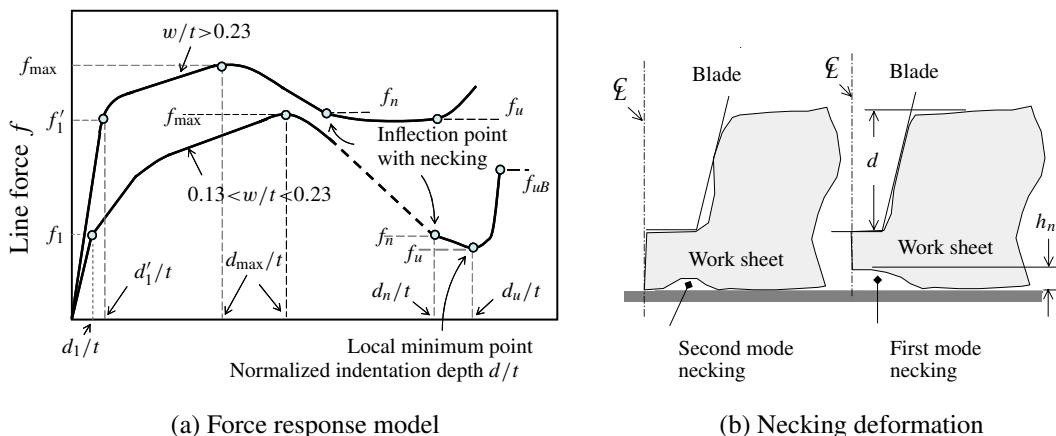 w/t > 0.23
f_max
f_n
f'_1
f_u
f_max
Inflection point
with necking
f_uB
0.13 < w/t < 0.23
Line force f
f_1
f_n
f_u
d'_1/t
d_max/t
d_n/t
d_u/t
d_1/t
Local minimum point
Normalized indentation depth d/t
(a) Force response model
℄
Blade
℄
Blade
d
h_n
Work sheet
Work sheet
Second mode
necking
First mode
necking
(b) Necking deformation